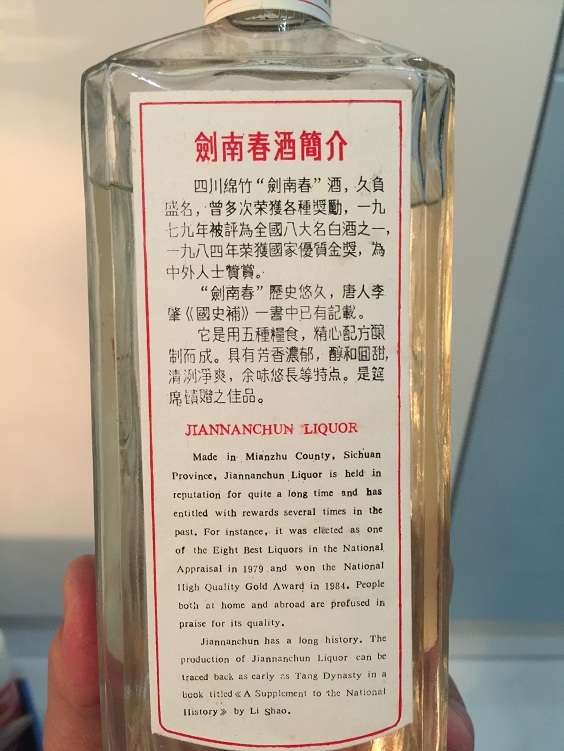 劍南春酒簡介
四川綿竹“劍南春”酒，久負
盛名，曾多次荣獲各種獎勵，一九
七九年被評為全國八大名白酒之一，
一九八四年荣獲國家優質金獎，為
中外人士贊賞。
“劍南春”歷史悠久，唐人李
肇《國史補》一書中已有記載。
它是用五種糧食，精心配方釀
制而成。具有芳香濃郁，醇和回甜，
清洌淨爽，余味悠長等特点。是筵
席饋贈之佳品。
JIANNANCHUN LIQUOR
Made in Mianzhu County, Sichuan
Province, Jiannanchun Liquor is held in
reputation for quite a long time and has
entitled with rewards several times in the
past. For instance, it was elected as one
of the Eight Best Liquors in the National
Appraisal in 1979 and won the National
High Quality Gold Award in 1984. People
both at home and abroad are profused in
praise for its quality.
Jiannanchun has a long history. The
production of Jiannanchun Liquor can be
traced back as early as Tang Dynasty in a
book titled《A Supplement to the National
History》 by Li Shao.